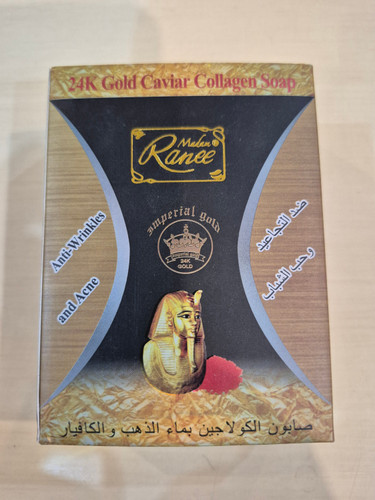 24K Gold Caviar Collagen Soap
Madam
Ranee
Imperial Gold
24K
GOLD
Anti-Wrinkles
and Acne
ضد التجاعيد
و حب الشباب
صابون الكولاجين بماء الذهب و الكافيار